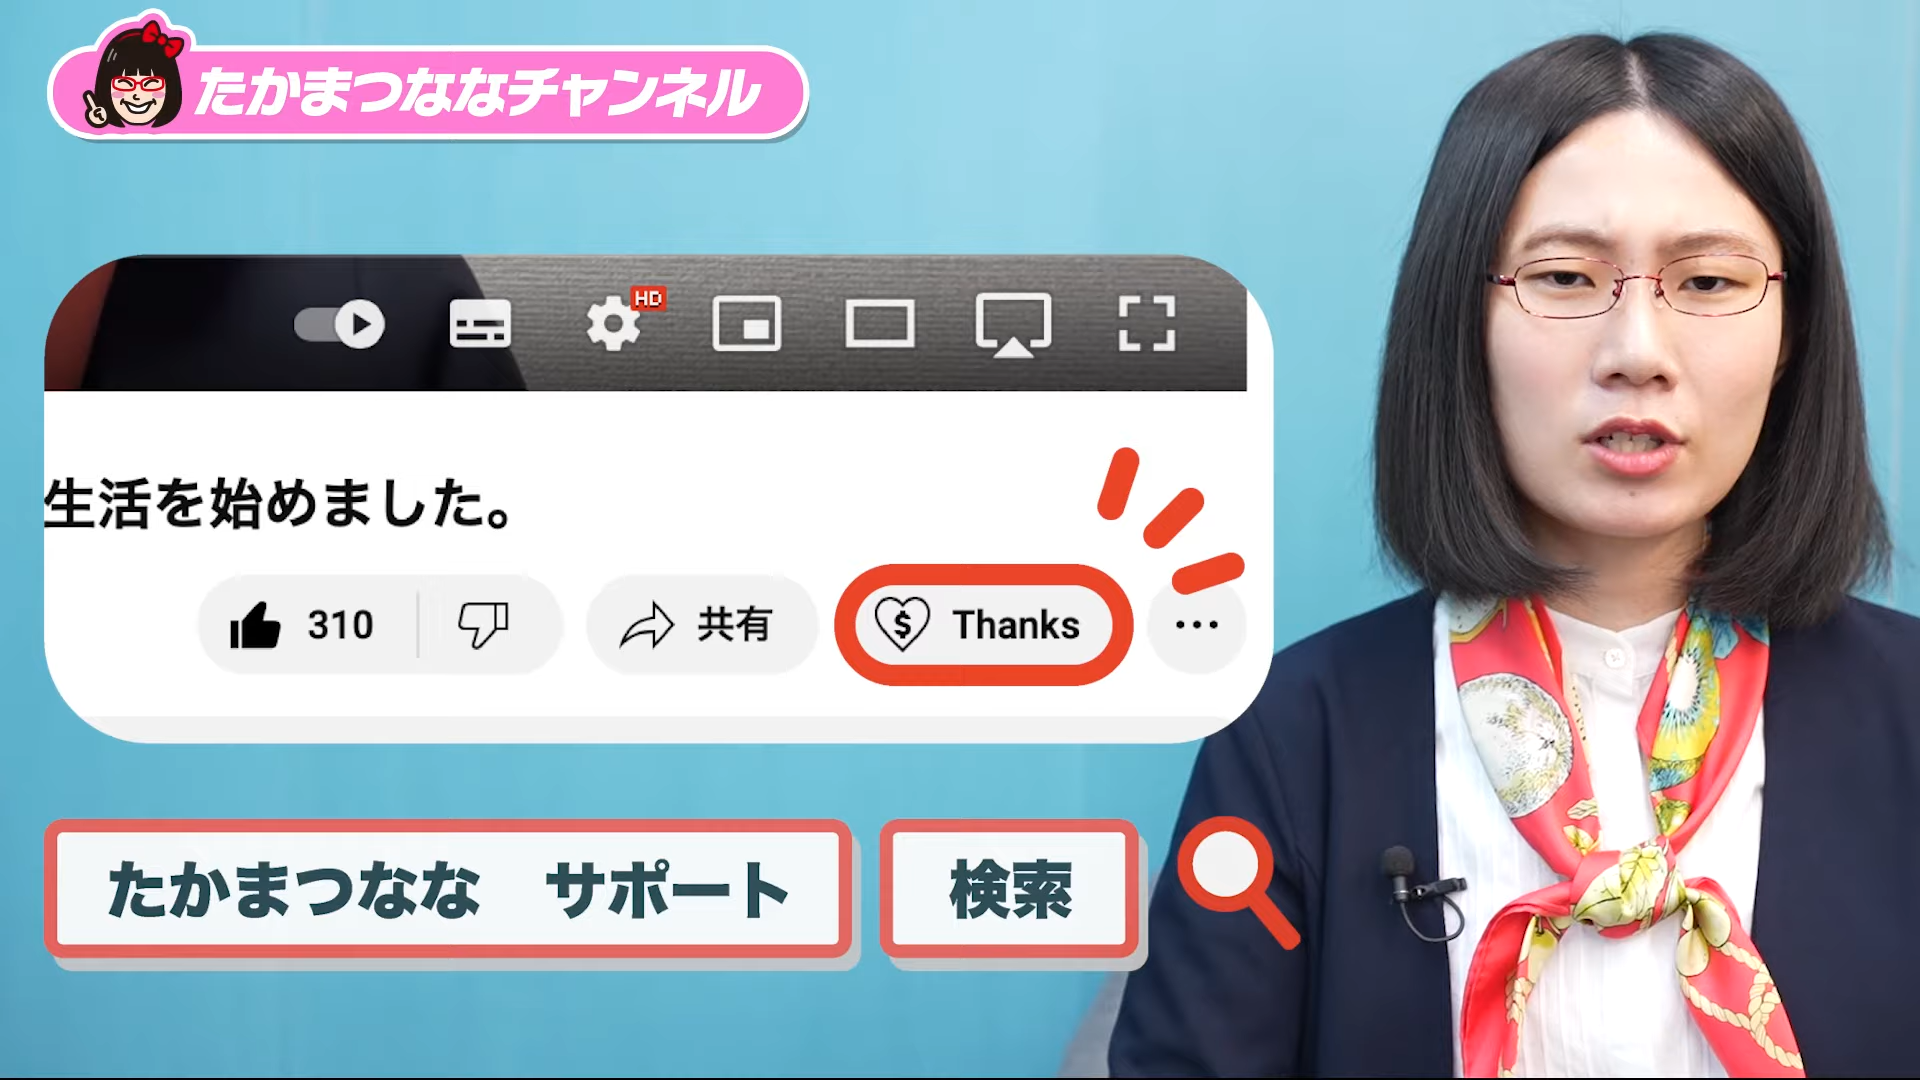 たかまつななチャンネル
HD
生活を始めました。
310 共有 Thanks
たかまつなな サポート 検索